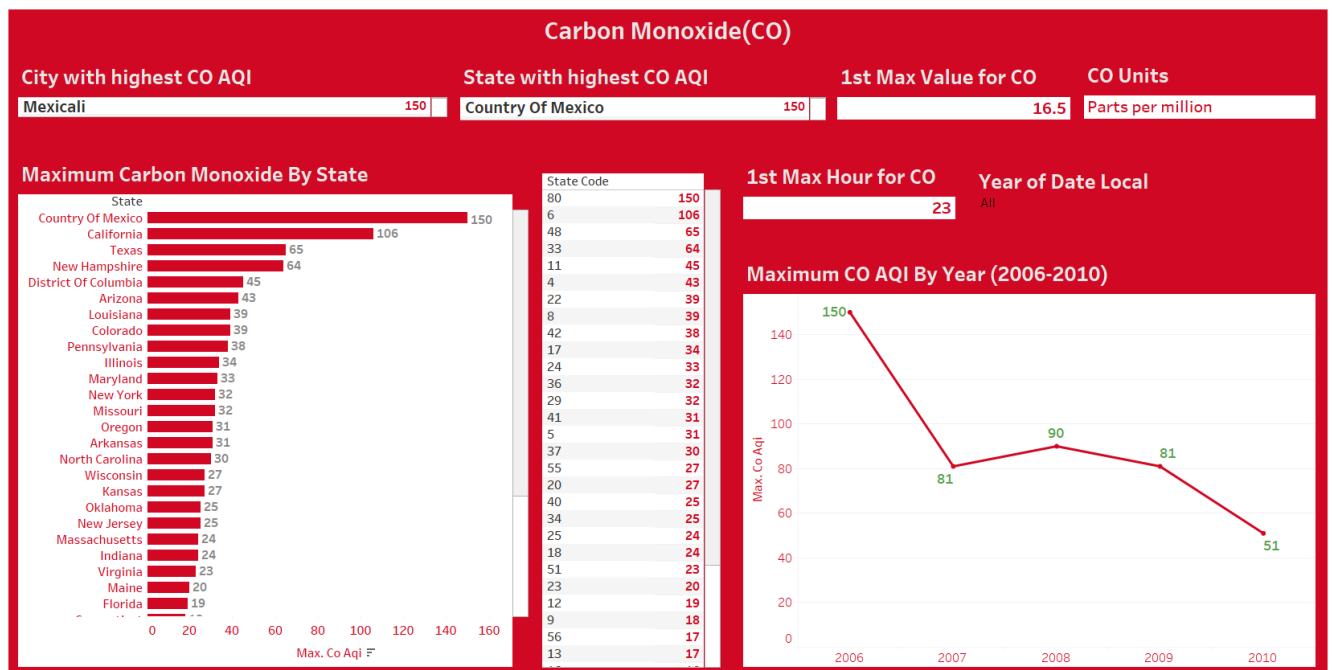 Carbon Monoxide(CO)
City with highest CO AQI
Mexicali 150
State with highest CO AQI
Country Of Mexico 150
1st Max Value for CO
16.5
CO Units
Parts per million
Maximum Carbon Monoxide By State
State
Country Of Mexico 150
California 106
Texas 65
New Hampshire 64
District Of Columbia 45
Arizona 43
Louisiana 39
Colorado 39
Pennsylvania 38
Illinois 34
Maryland 33
New York 32
Missouri 32
Oregon 31
Arkansas 31
North Carolina 30
Wisconsin 27
Kansas 27
Oklahoma 25
New Jersey 25
Massachusetts 24
Indiana 24
Virginia 23
Maine 20
Florida 19
0 20 40 60 80 100 120 140 160
Max. Co Aqi
State Code
80 150
6 106
48 65
33 64
11 45
4 43
22 39
8 39
42 38
17 34
24 33
36 32
29 32
41 31
5 31
37 30
55 27
20 27
40 25
34 25
25 24
18 24
51 23
23 20
12 19
9 18
56 17
13 17
1st Max Hour for CO
23
Year of Date Local
All
Maximum CO AQI By Year (2006-2010)
Max. Co Aqi
140
120
100
80
60
40
20
0
150
81
90
81
51
2006 2007 2008 2009 2010